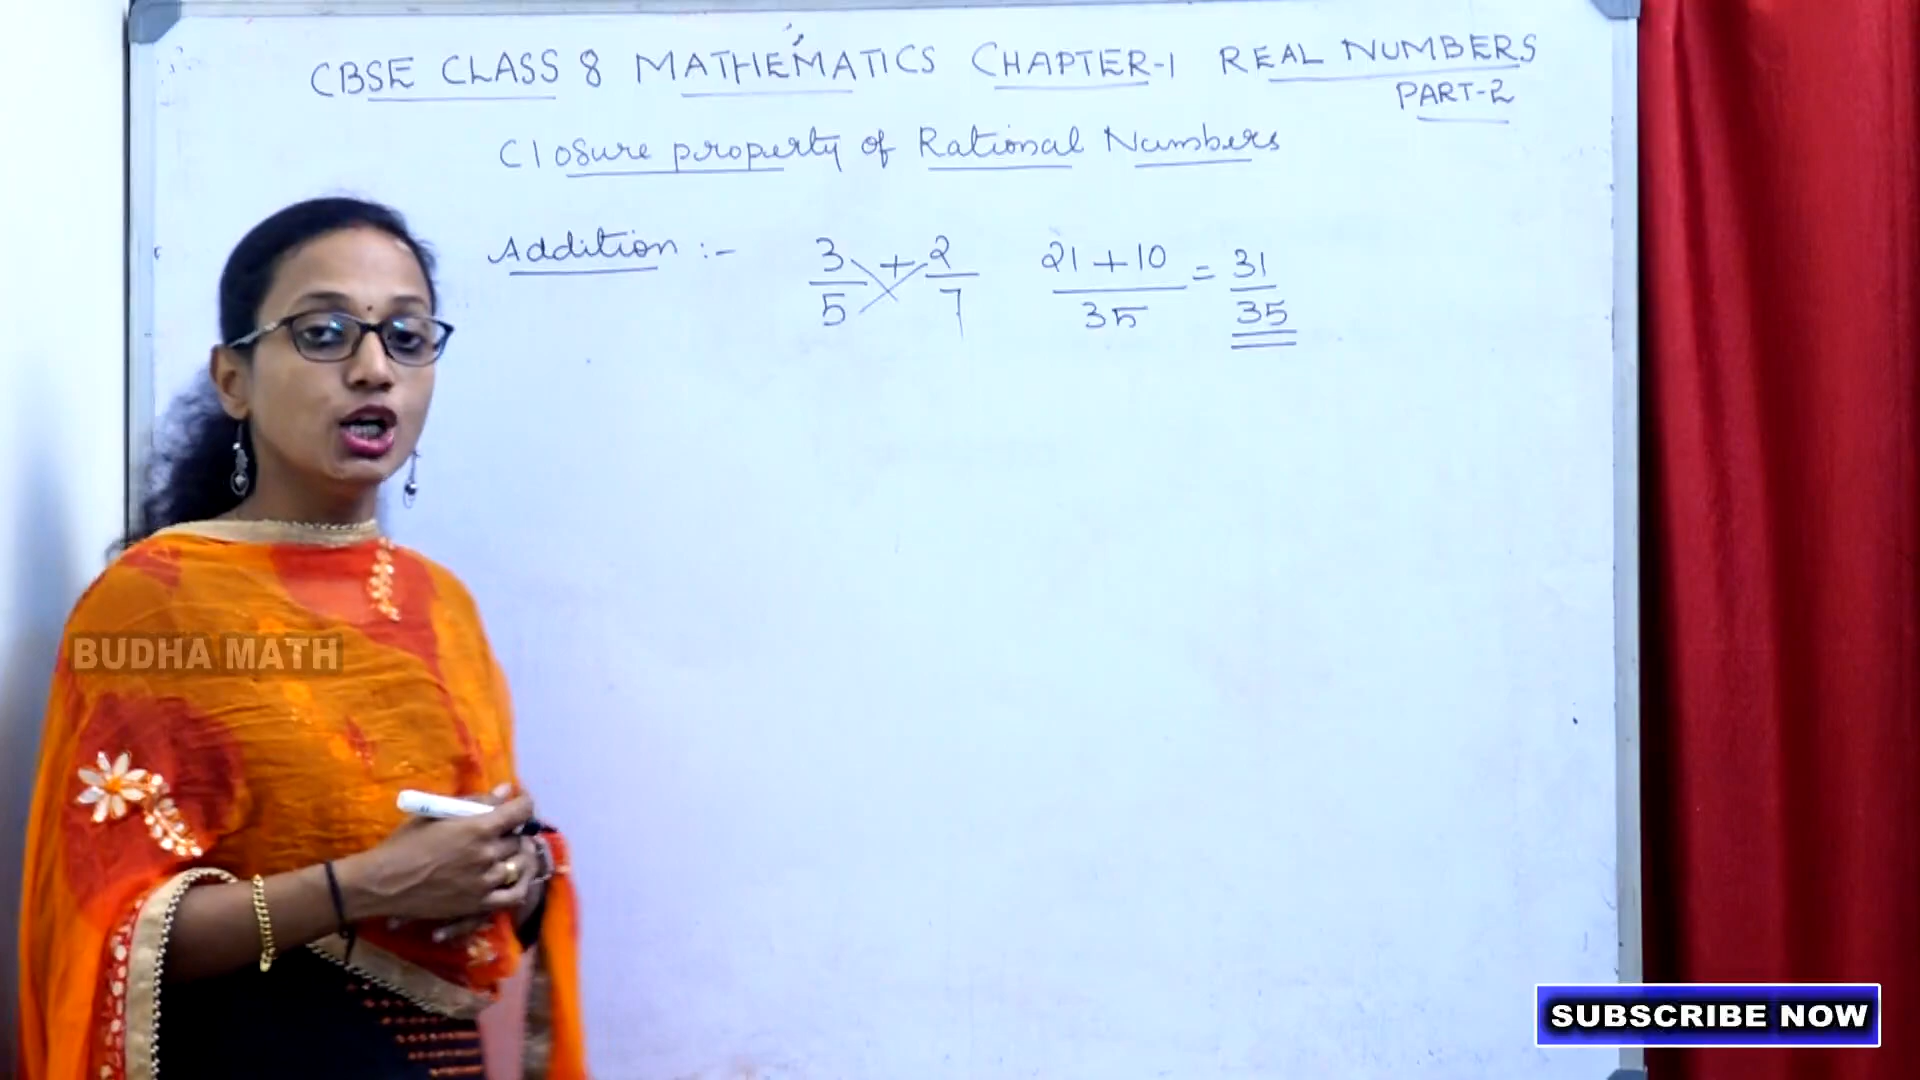 CBSE CLASS 8 MATHEMATICS CHAPTER-1 REAL NUMBERS
PART-2
Closure property of Rational Numbers
Addition :- 3/5 + 2/7 21+10/35 = 31/35
BUDHA MATH
SUBSCRIBE NOW